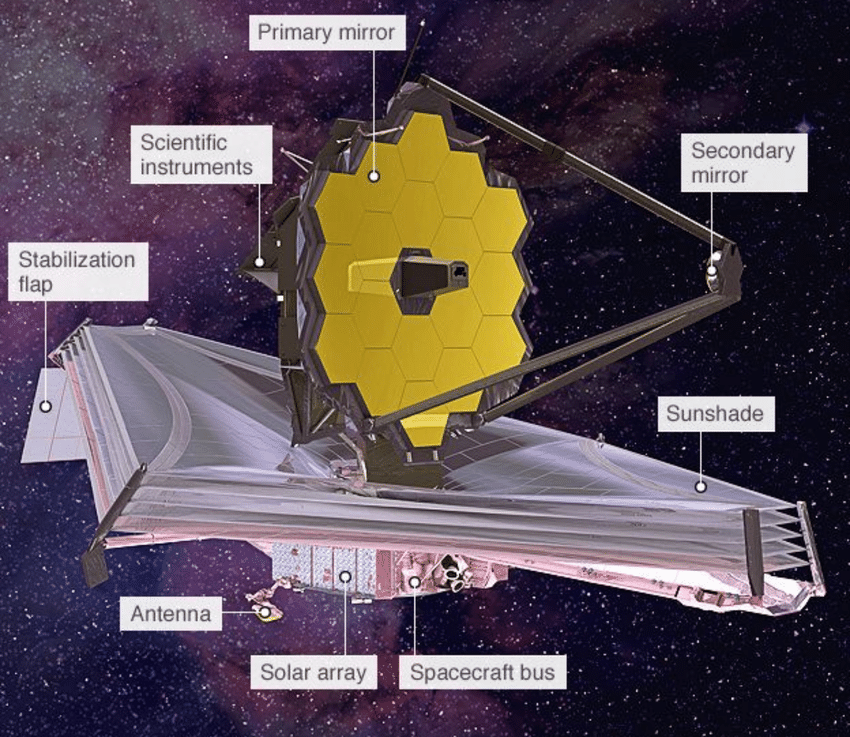 Primary mirror
Scientific
instruments
Secondary
mirror
Stabilization
flap
Sunshade
Antenna
Solar array
Spacecraft bus